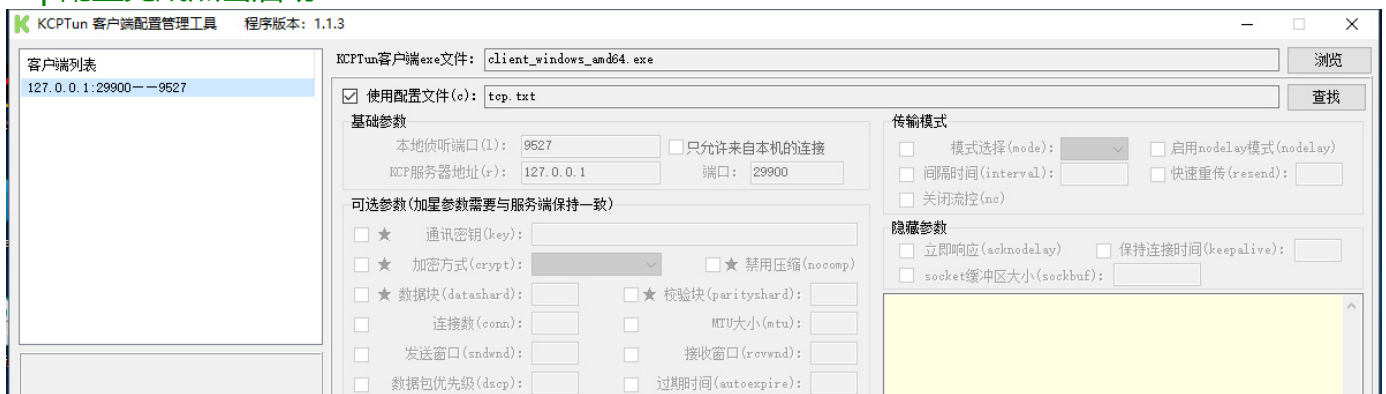 KCPTun 客户端配置管理工具 程序版本: 1.1.3
客户端列表
127.0.0.1:29900——9527
KCPTun客户端exe文件: client_windows_amd64.exe 浏览
使用配置文件(c): tcp.txt 查找
基础参数
本地侦听端口(l): 9527 只允许来自本机的连接
KCP服务器地址(r): 127.0.0.1 端口: 29900
可选参数(加星参数需要与服务端保持一致)
★ 通讯密钥(key):
★ 加密方式(crypt): ★ 禁用压缩(nocomp)
★ 数据块(datashard): ★ 校验块(parityshard):
连接数(conn): MTU大小(mtu):
发送窗口(sndwnd): 接收窗口(rcvwnd):
数据包优先级(dscp): 过期时间(autoexpire):
传输模式
模式选择(mode): 启用nodelay模式(nodelay)
间隔时间(interval): 快速重传(resend):
关闭流控(nc)
隐藏参数
立即响应(acknodelay) 保持连接时间(keepalive):
socket缓冲区大小(sockbuf):